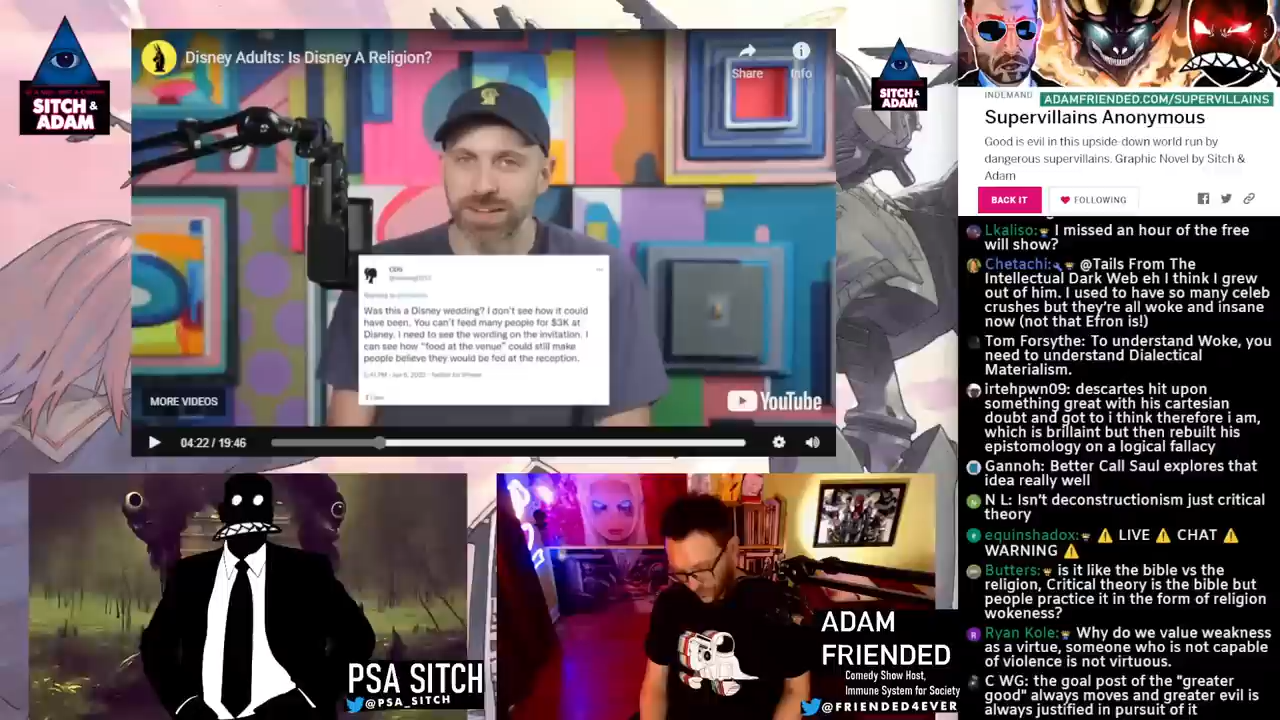 SITCH &
ADAM
Disney Adults: Is Disney A Religion?
Share
Info
SITCH &
ADAM
Was this a Disney wedding? I don't see how it could
have been. You can't feed many people for $3K at
Disney. I need to see the wording on the invitation. I
can see how "food at the venue" could still make
people believe they would be fed at the reception.
MORE VIDEOS
YouTube
04:22 / 19:46
INDEMAND
ADAMFRIENDED.COM/SUPERVILLAINS
Supervillains Anonymous
Good is evil in this upside-down world run by
dangerous supervillains. Graphic Novel by Sitch &
Adam
BACK IT
FOLLOWING
Lkaliso: I missed an hour of the free
will show?
Chetachi: @Tails From The
Intellectual Dark Web eh I think I grew
out of him. I used to have so many celeb
crushes but they're all woke and insane
now (not that Efron is!)
Tom Forsythe: To understand Woke, you
need to understand Dialectical
Materialism.
irtehpwn09: descartes hit upon
something great with his cartesian
doubt and got to i think therefore i am,
which is brillaint but then rebuilt his
epistomology on a logical fallacy
Gannoh: Better Call Saul explores that
idea really well
N L: Isn't deconstructionism just critical
theory
equinshadox: ⚠ LIVE ⚠ CHAT ⚠
WARNING ⚠
Butters: is it like the bible vs the
religion, Critical theory is the bible but
people practice it in the form of religion
wokeness?
Ryan Kole: Why do we value weakness
as a virtue, someone who is not capable
of violence is not virtuous.
C WG: the goal post of the "greater
good" always moves and greater evil is
always justified in pursuit of it
PSA SITCH
@PSA_SITCH
ADAM
FRIENDED
Comedy Show Host,
Immune System for Society
@FRIENDED4EVER